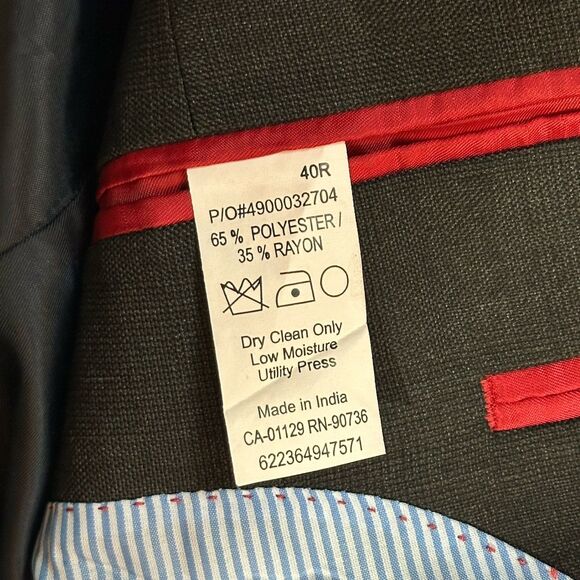 40R
P/O#4900032704
65 % POLYESTER /
35 % RAYON
Dry Clean Only
Low Moisture
Utility Press
Made in India
CA-01129 RN-90736
622364947571